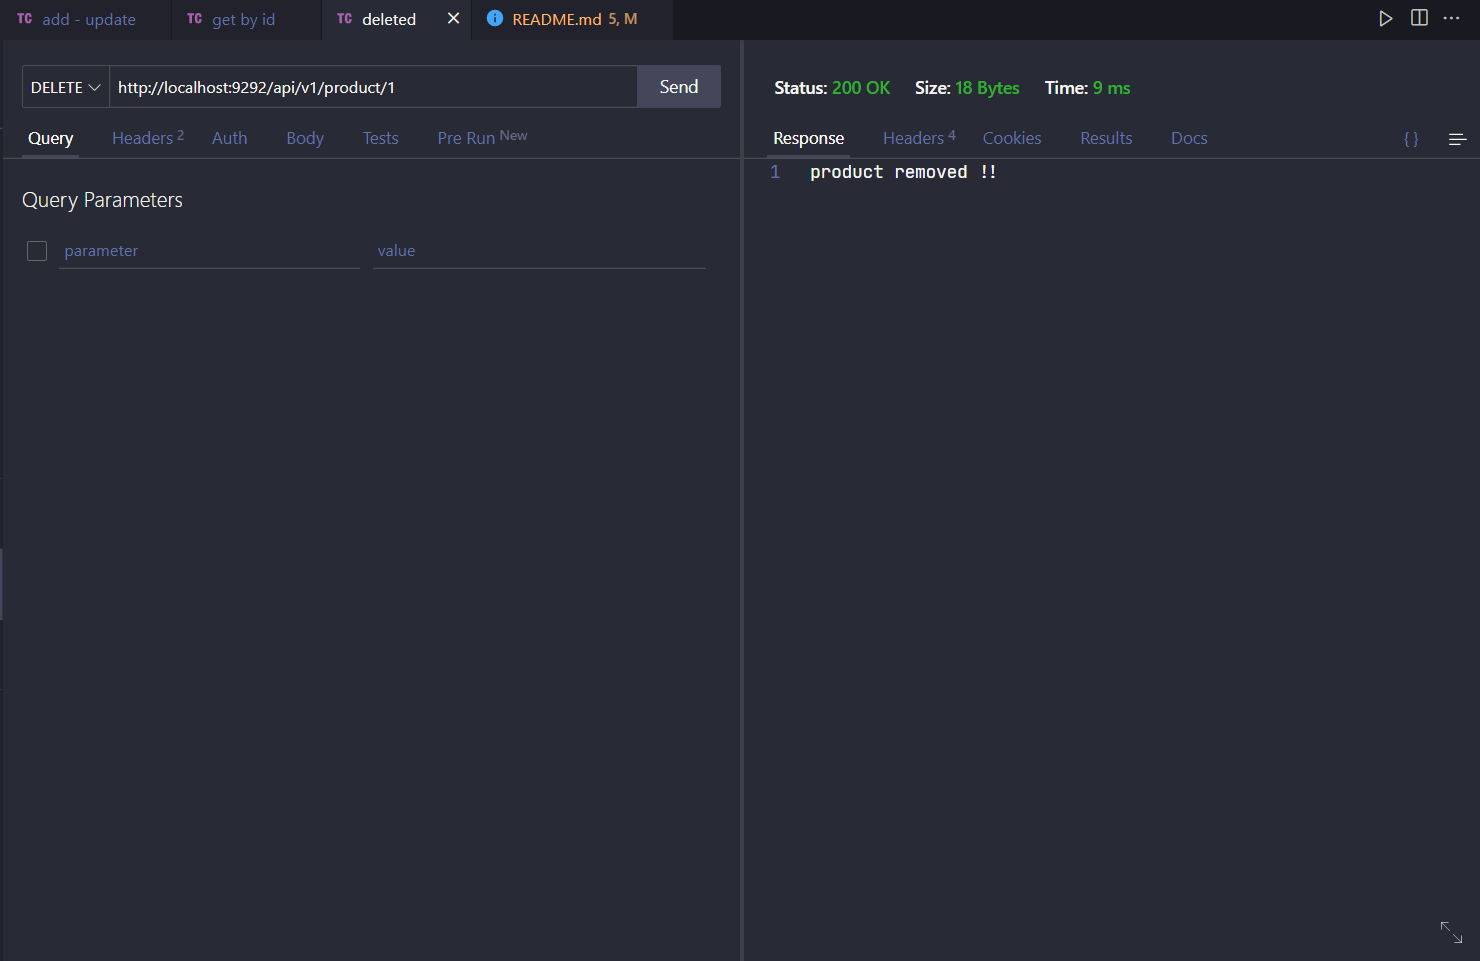 TC add - update TC get by id TC deleted README.md 5, M
DELETE http://localhost:9292/api/v1/product/1 Send
Query Headers 2 Auth Body Tests Pre Run New
Query Parameters
parameter value
Status: 200 OK Size: 18 Bytes Time: 9 ms
Response Headers 4 Cookies Results Docs { }
1 product removed !!